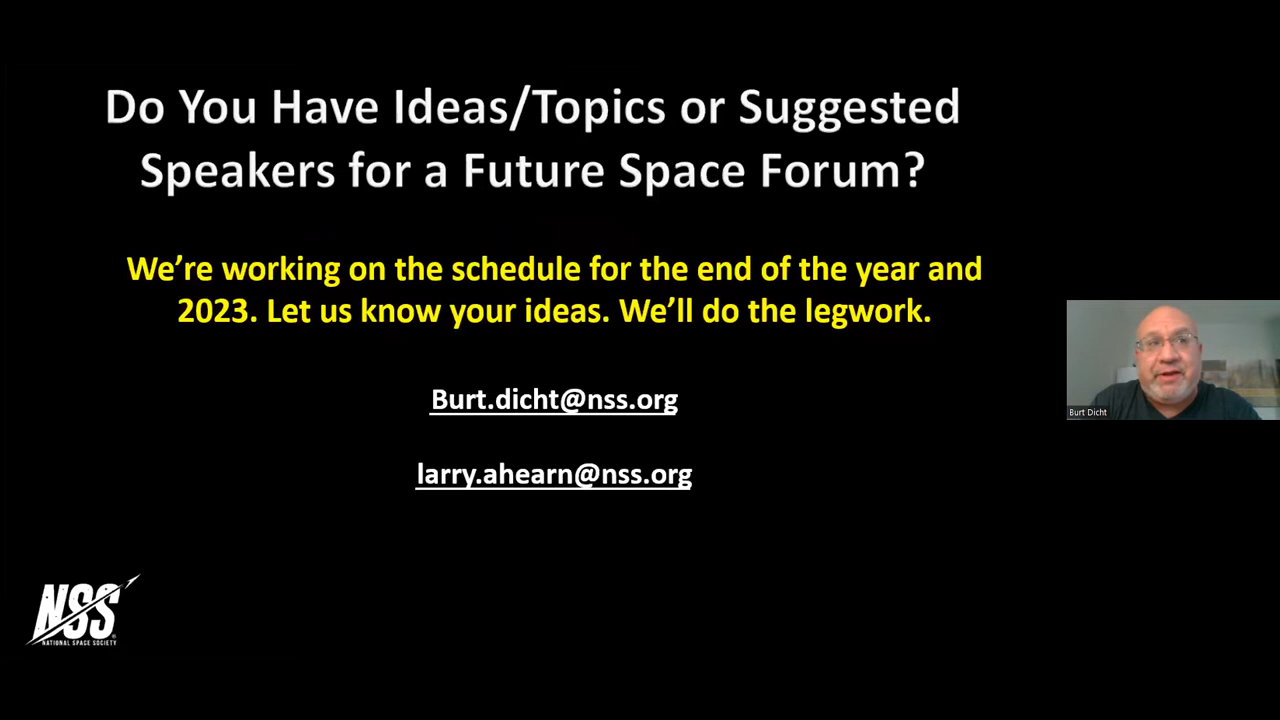 Do You Have Ideas/Topics or Suggested
Speakers for a Future Space Forum?
We're working on the schedule for the end of the year and
2023. Let us know your ideas. We'll do the legwork.
Burt.dicht@nss.org
larry.ahearn@nss.org
Burt Dicht
NSS
NATIONAL SPACE SOCIETY